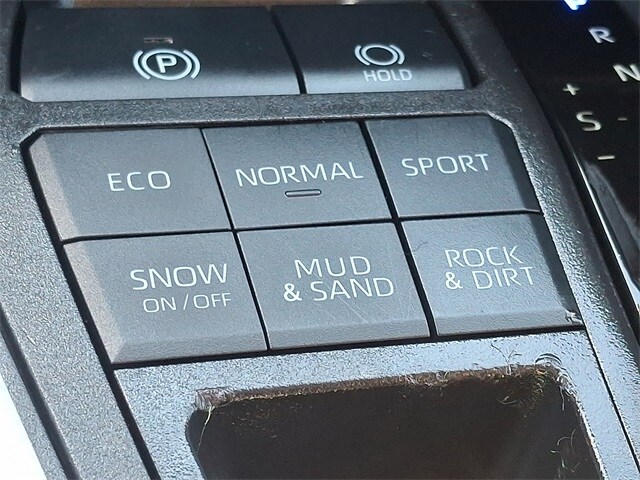 P
HOLD
R
N
+
S
-
ECO
NORMAL
SPORT
SNOW
ON / OFF
MUD
& SAND
ROCK
& DIRT